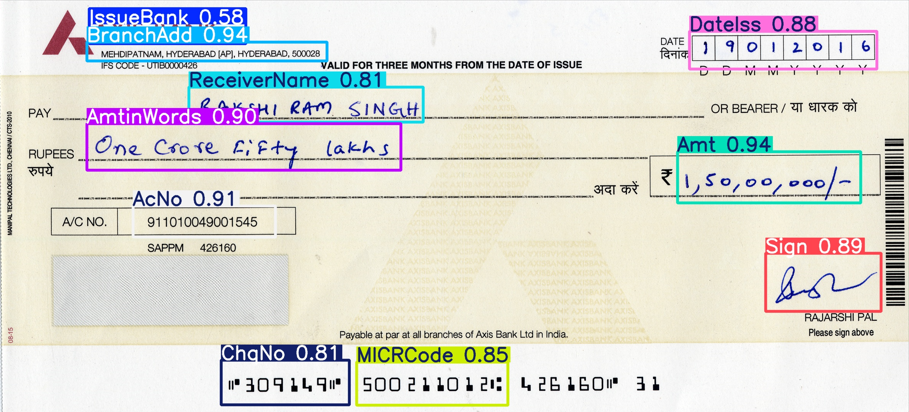 IssueBank 0.58
BranchAdd 0.94
MEHDIPATNAM, HYDERABAD [AP], HYDERABAD, 500028
IFS CODE - UTIB0000426
VALID FOR THREE MONTHS FROM THE DATE OF ISSUE
DateIss 0.88
DATE
दिनांक
1 9 0 1 2 0 1 6
D D M M Y Y Y Y
ReceiverName 0.81
PAY RAKSHI RAM SINGH
OR BEARER / या धारक को
AmtinWords 0.90
RUPEES One Crore Fifty lakhs
रुपये
अदा करें
Amt 0.94
₹ 1,50,00,000/-
AcNo 0.91
A/C NO. 911010049001545
SAPPM 426160
Sign 0.89
RAJARSHI PAL
Please sign above
Payable at par at all branches of Axis Bank Ltd in India.
MANIPAL TECHNOLOGIES LTD., CHENNAI / CTS-2010
08-15
ChqNo 0.81
MICRCode 0.85
⑈309149⑈ 500211012⑆ 426160⑈ 31